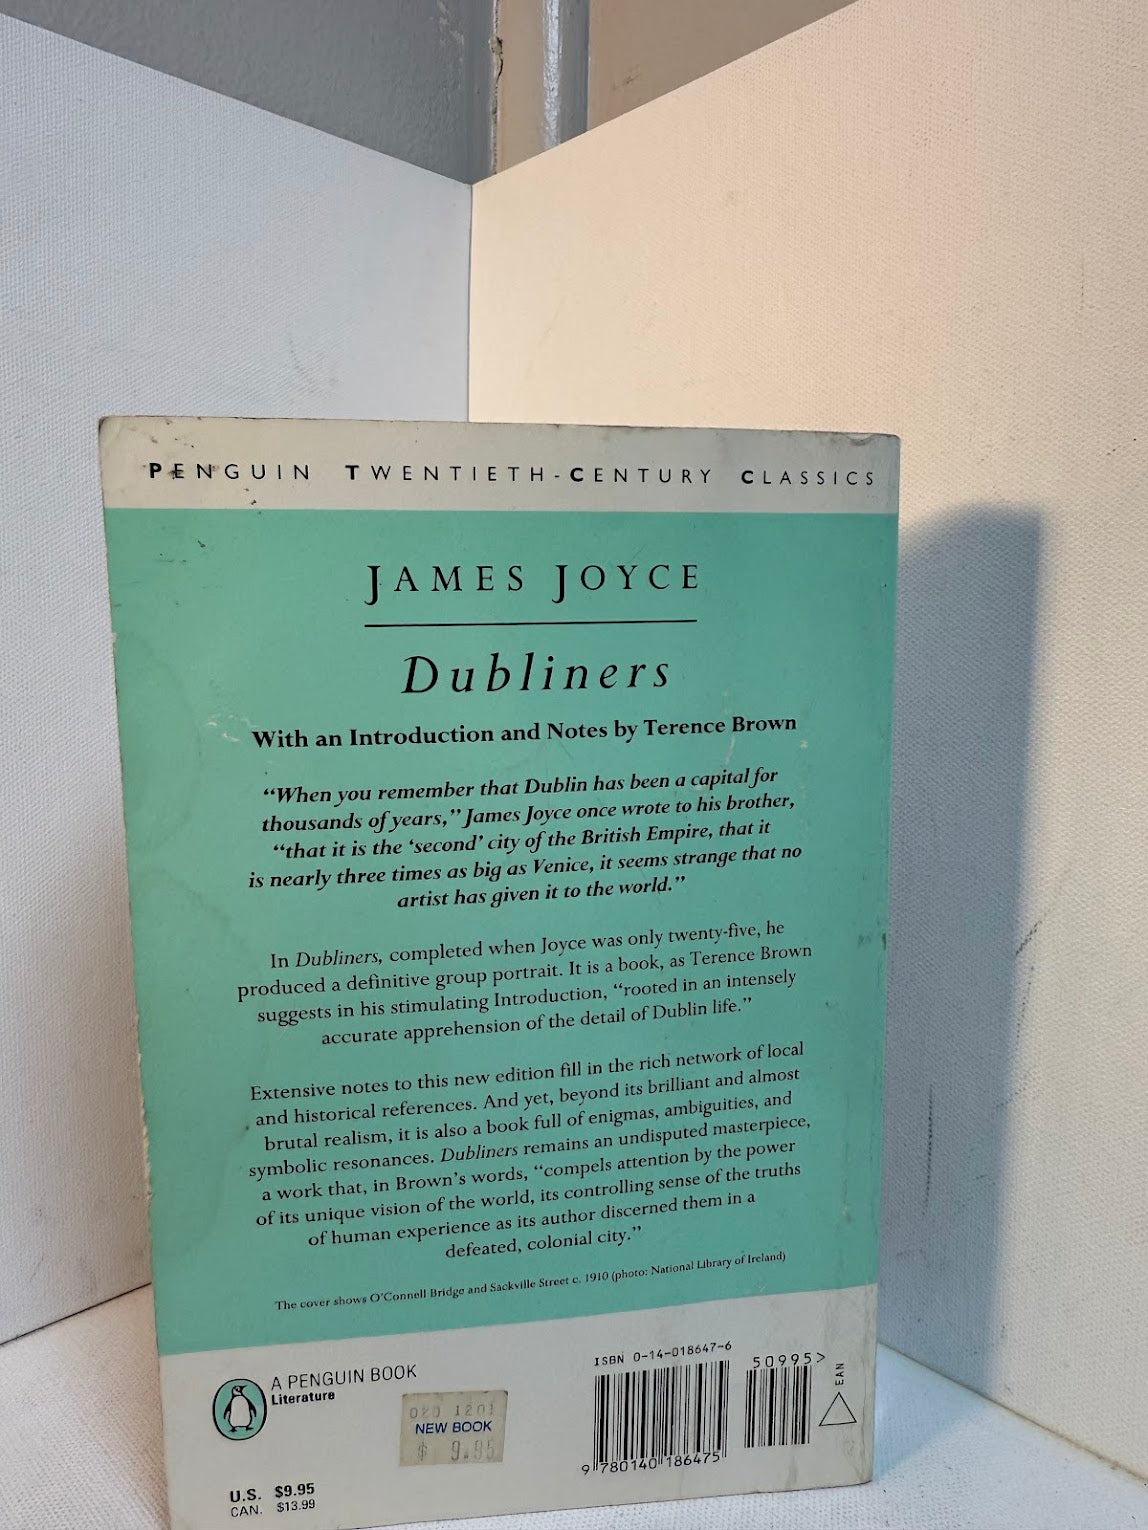 PENGUIN TWENTIETH-CENTURY CLASSICS
JAMES JOYCE
Dubliners
With an Introduction and Notes by Terence Brown
“When you remember that Dublin has been a capital for
thousands of years,” James Joyce once wrote to his brother,
“that it is the ‘second’ city of the British Empire, that it
is nearly three times as big as Venice, it seems strange that no
artist has given it to the world.”
In Dubliners, completed when Joyce was only twenty-five, he
produced a definitive group portrait. It is a book, as Terence Brown
suggests in his stimulating Introduction, “rooted in an intensely
accurate apprehension of the detail of Dublin life.”
Extensive notes to this new edition fill in the rich network of local
and historical references. And yet, beyond its brilliant and almost
brutal realism, it is also a book full of enigmas, ambiguities, and
symbolic resonances. Dubliners remains an undisputed masterpiece,
a work that, in Brown’s words, “compels attention by the power
of its unique vision of the world, its controlling sense of the truths
of human experience as its author discerned them in a
defeated, colonial city.”
The cover shows O’Connell Bridge and Sackville Street c. 1910 (photo: National Library of Ireland)
A PENGUIN BOOK
Literature
1201
NEW BOOK
$ 9.95
U.S. $9.95
CAN. $13.99
ISBN 0-14-018647-6
50995>
EAN
9 780140 186475